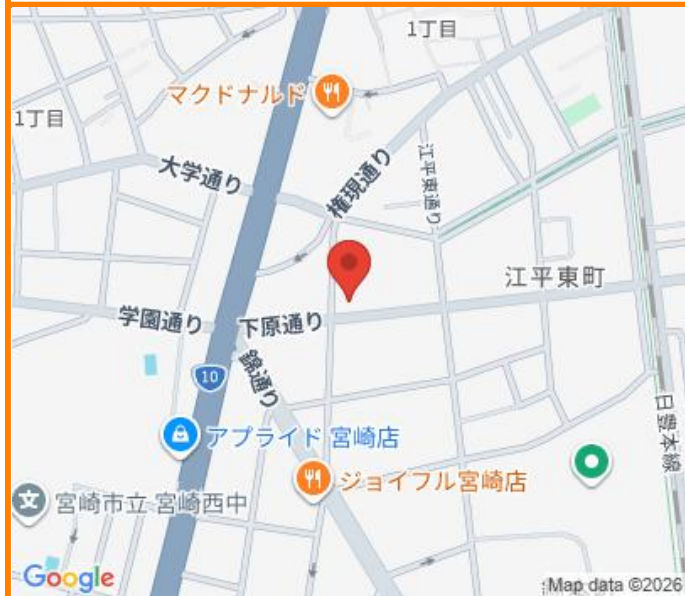 1丁目
マクドナルド
1丁目
大学通り
権現通り
江平東通り
江平東町
学園通り
下原通り
錦通り
10
日豊本線
アプライド 宮崎店
ジョイフル宮崎店
宮崎市立 宮崎西中
Google
Map data ©2026